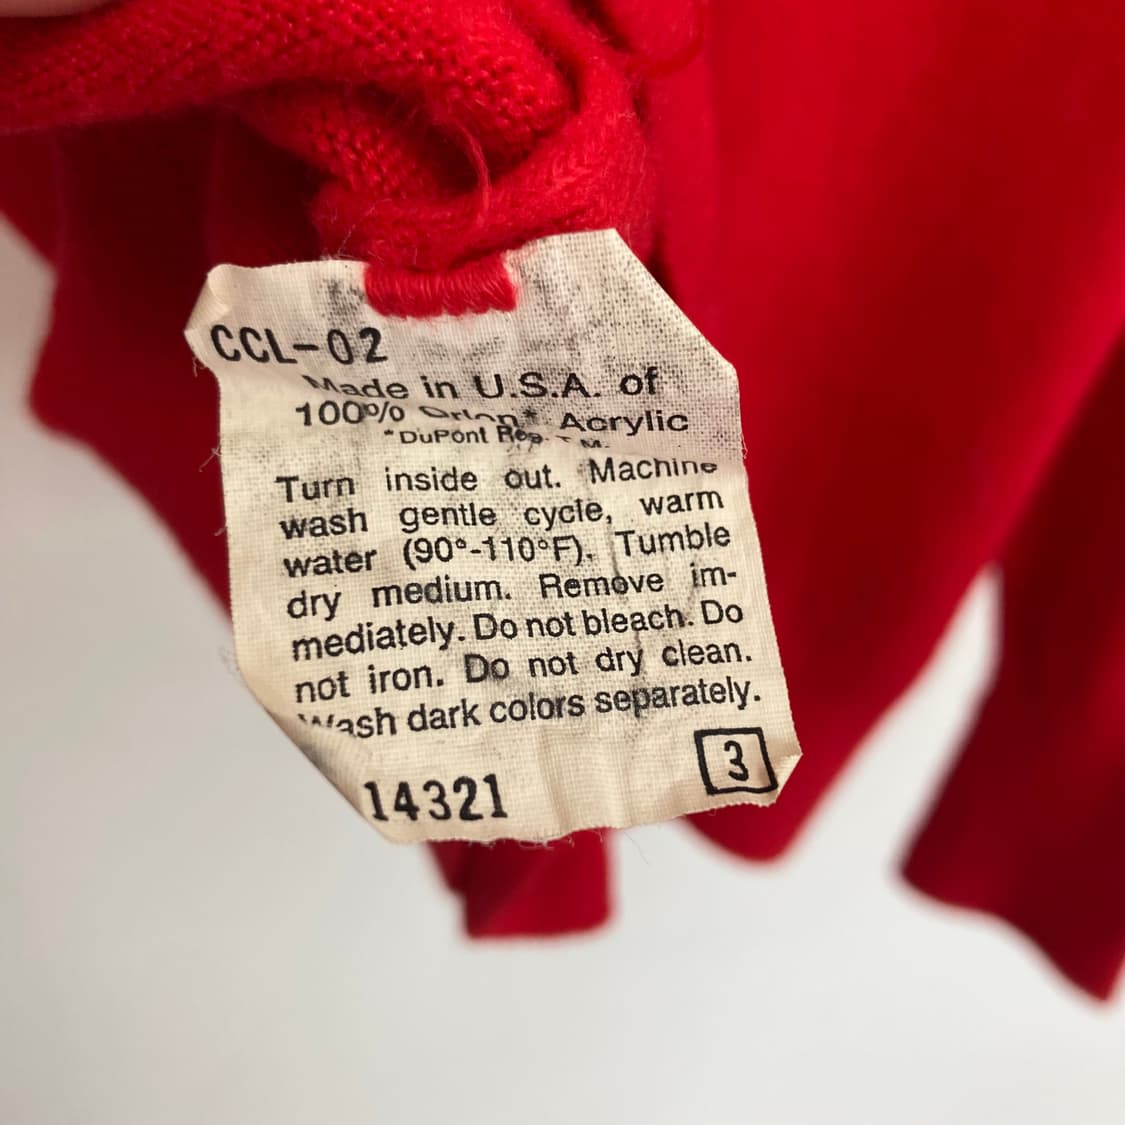 CCL-02
Made in U.S.A. of
100% Orlon* Acrylic
*DuPont Reg. T.M.
Turn inside out. Machine
wash gentle cycle, warm
water (90°-110°F). Tumble
dry medium. Remove im-
mediately. Do not bleach. Do
not iron. Do not dry clean.
Wash dark colors separately.
14321
3